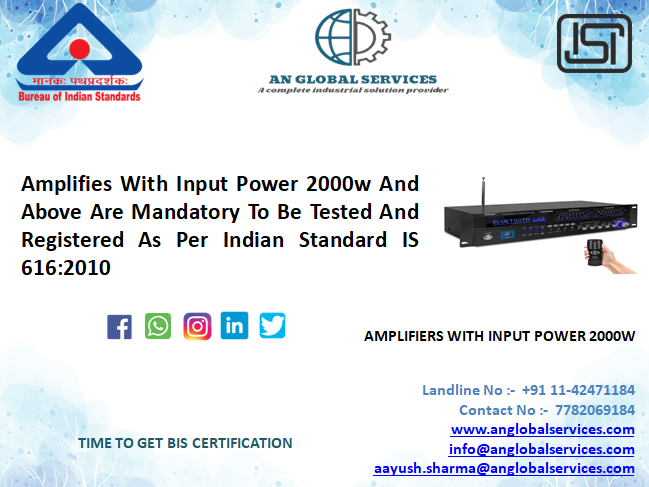 मानक: पथप्रदर्शक:
Bureau of Indian Standards
AN GLOBAL SERVICES
A complete industrial solution provider
ISI
Amplifies With Input Power 2000w And
Above Are Mandatory To Be Tested And
Registered As Per Indian Standard IS
616:2010
BLUETOOTH
AMPLIFIERS WITH INPUT POWER 2000W
Landline No :- +91 11-42471184
Contact No :- 7782069184
www.anglobalservices.com
info@anglobalservices.com
aayush.sharma@anglobalservices.com
TIME TO GET BIS CERTIFICATION